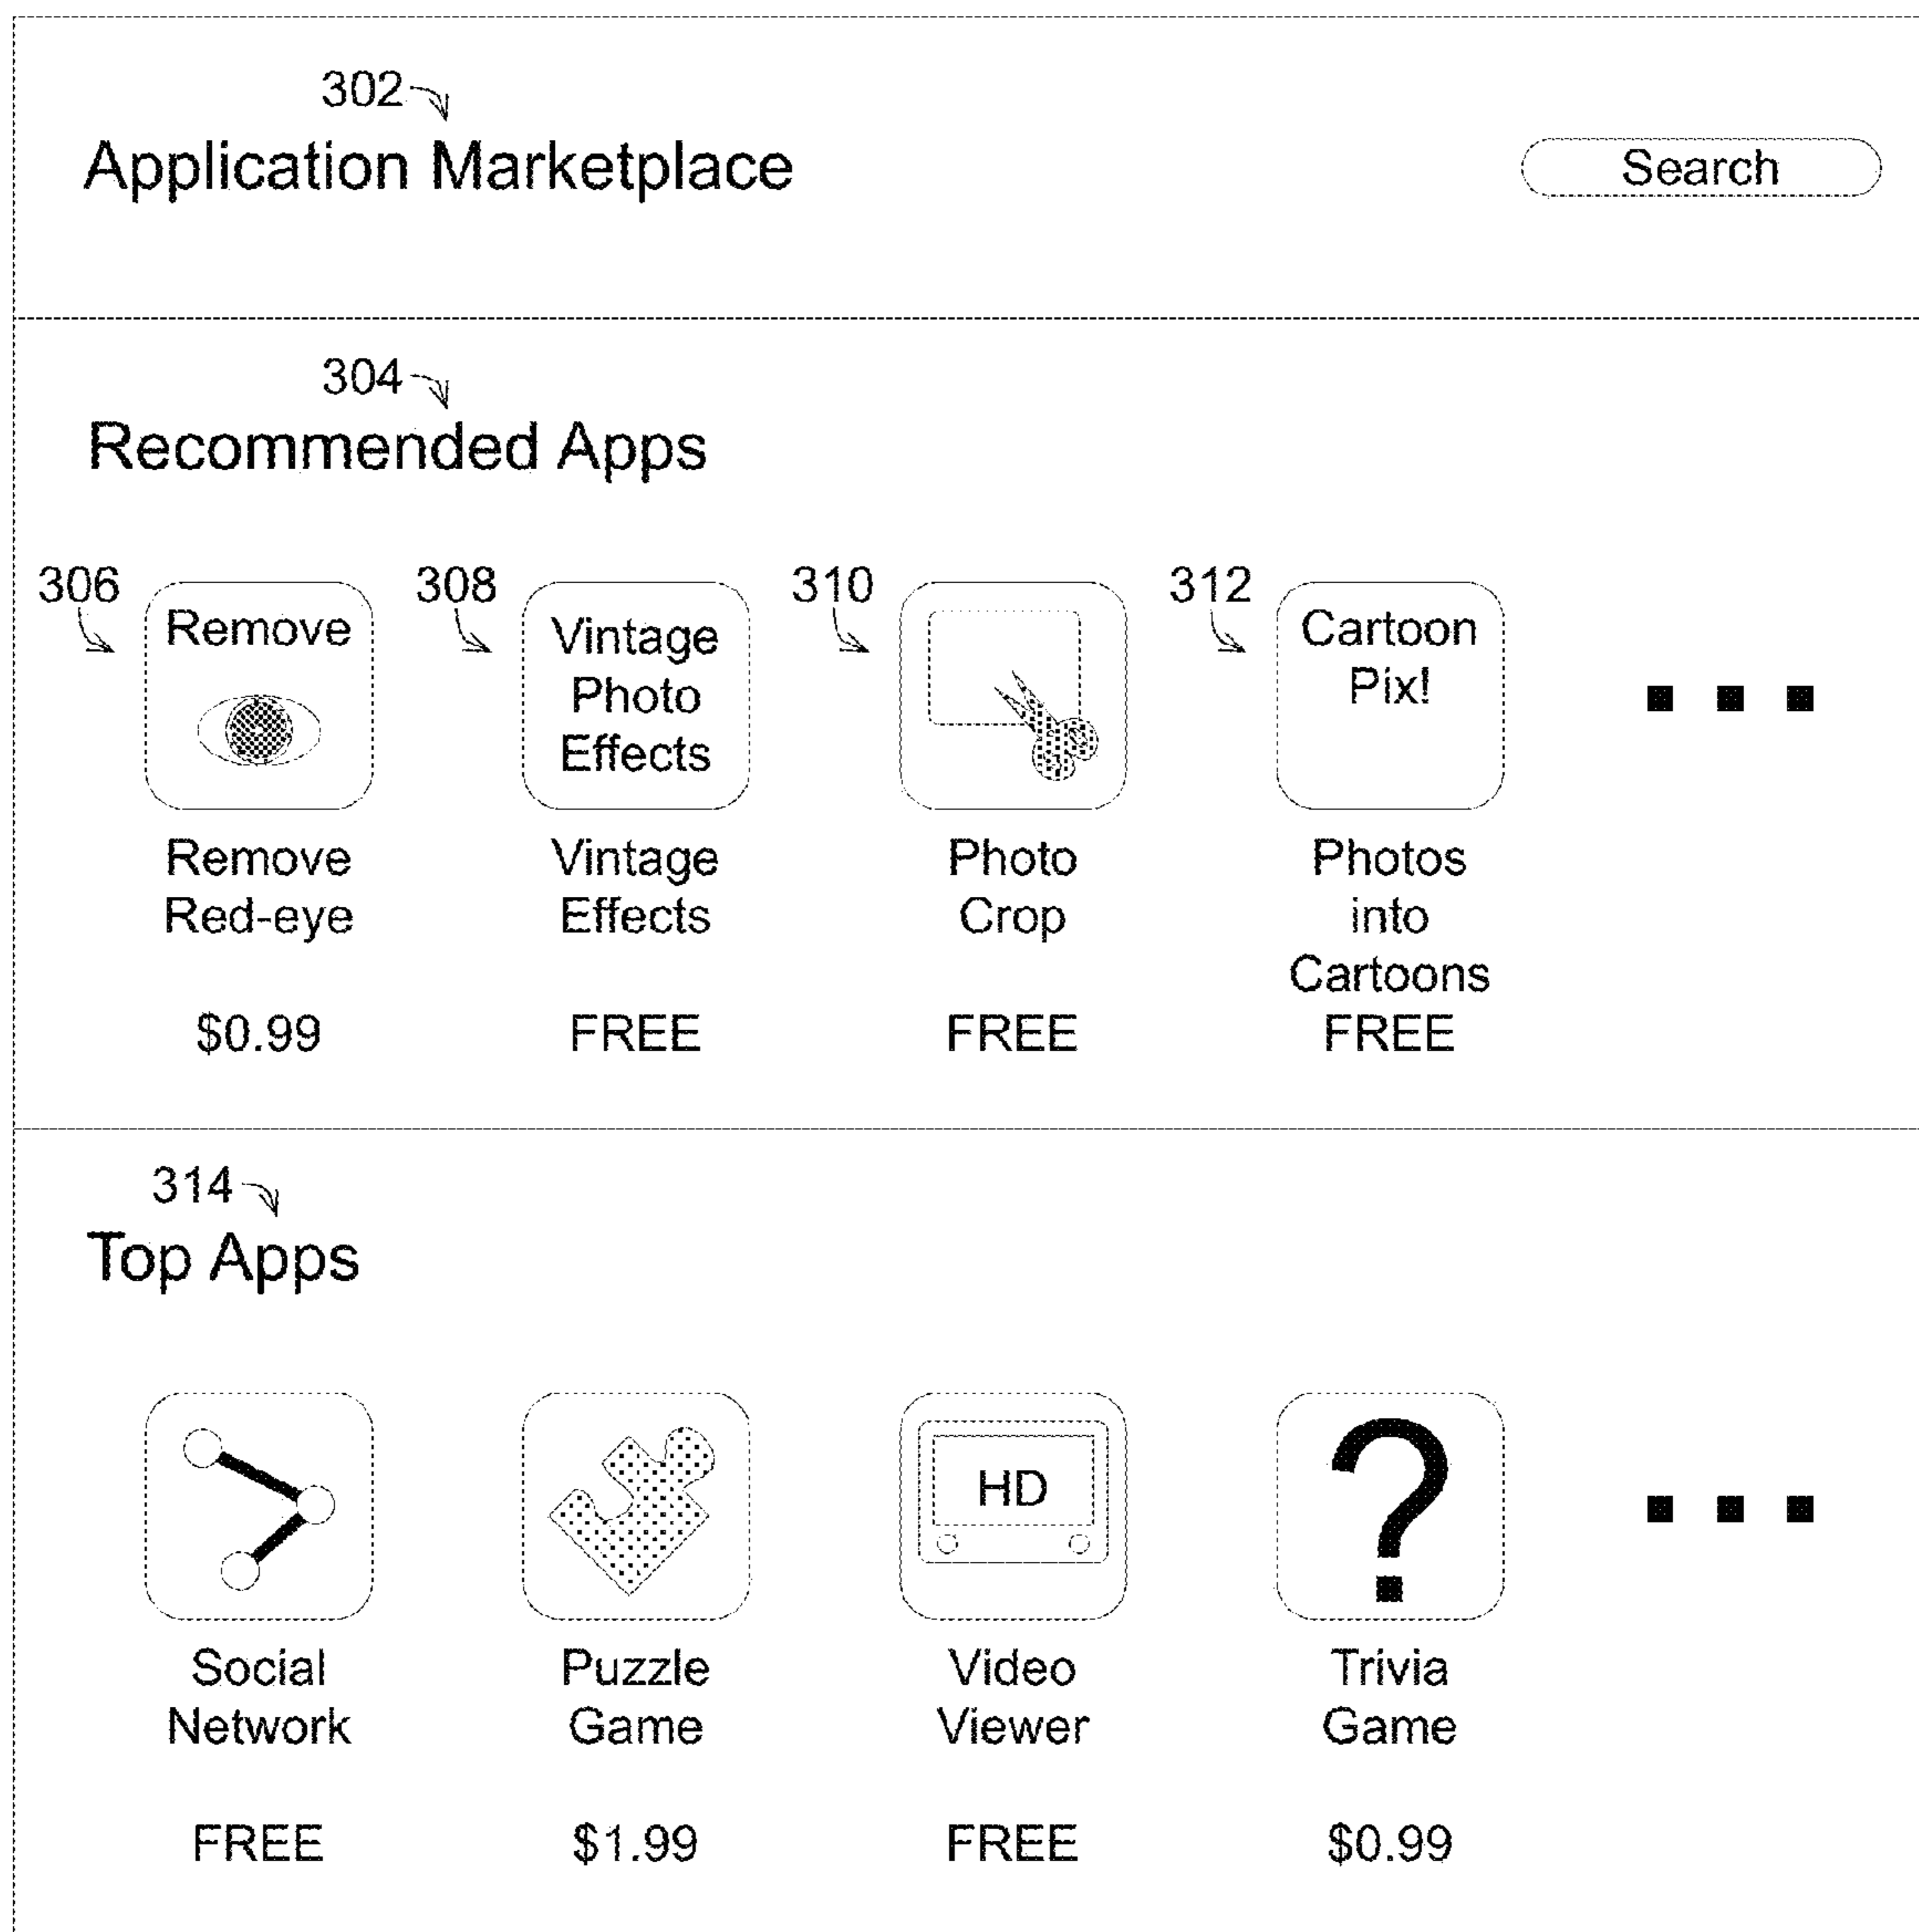 302
Application Marketplace
Search
304
Recommended Apps
306
Remove
308
Vintage
Photo
Effects
310
312
Cartoon
Pix!
Remove
Red-eye
$0.99
Vintage
Effects
FREE
Photo
Crop
FREE
Photos
into
Cartoons
FREE
314
Top Apps
HD
Social
Network
FREE
Puzzle
Game
$1.99
Video
Viewer
FREE
?
Trivia
Game
$0.99